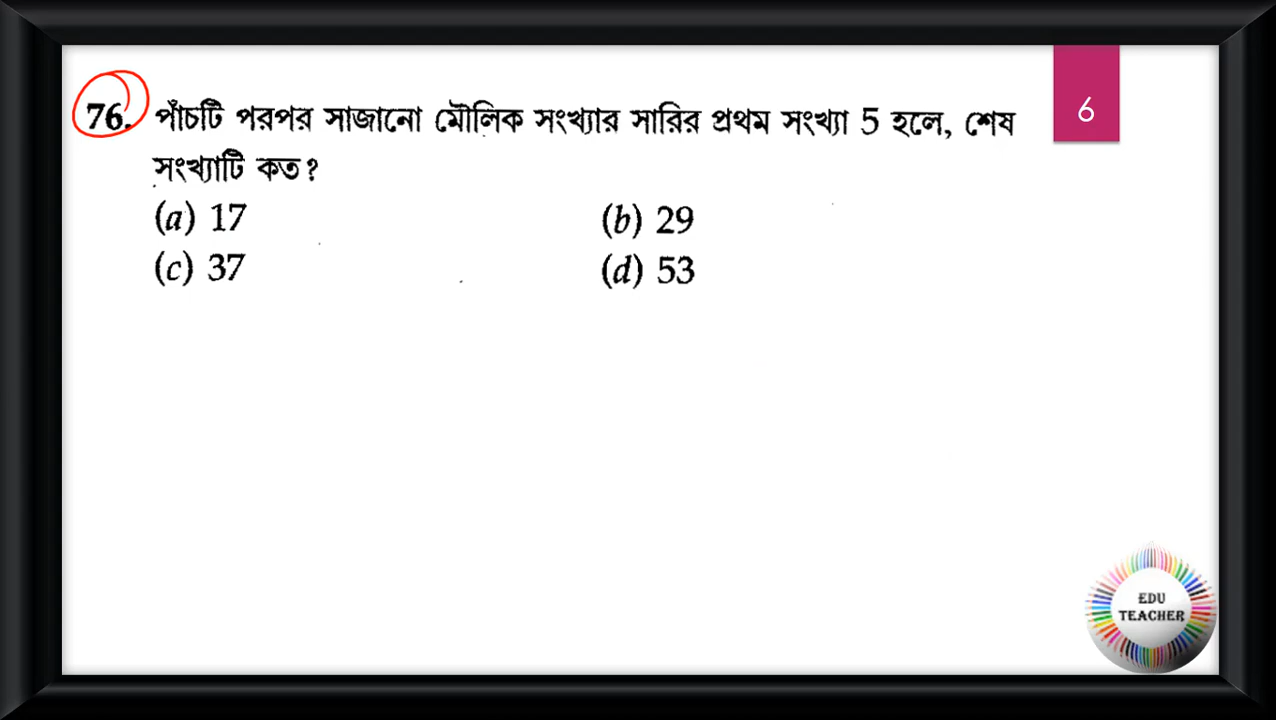 76. পাঁচটি পরপর সাজানো মৌলিক সংখ্যার সারির প্রথম সংখ্যা 5 হলে, শেষ
6
সংখ্যাটি কত?
(a) 17 (b) 29
(c) 37 (d) 53
EDU
TEACHER